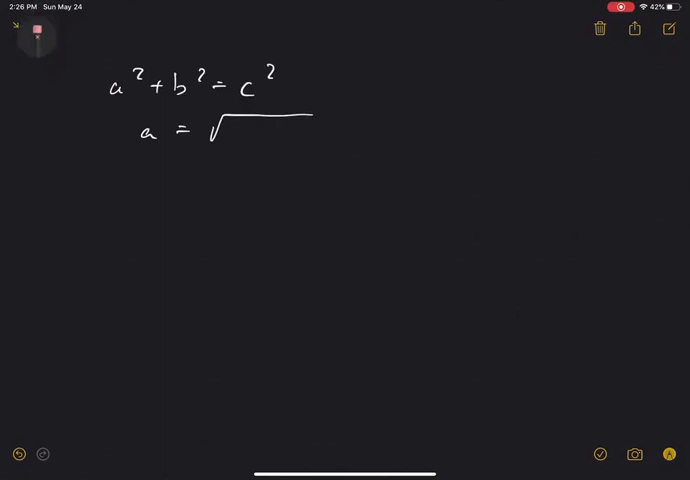 2:26 PM Sun May 24 42%
a² + b² = c²
a = √